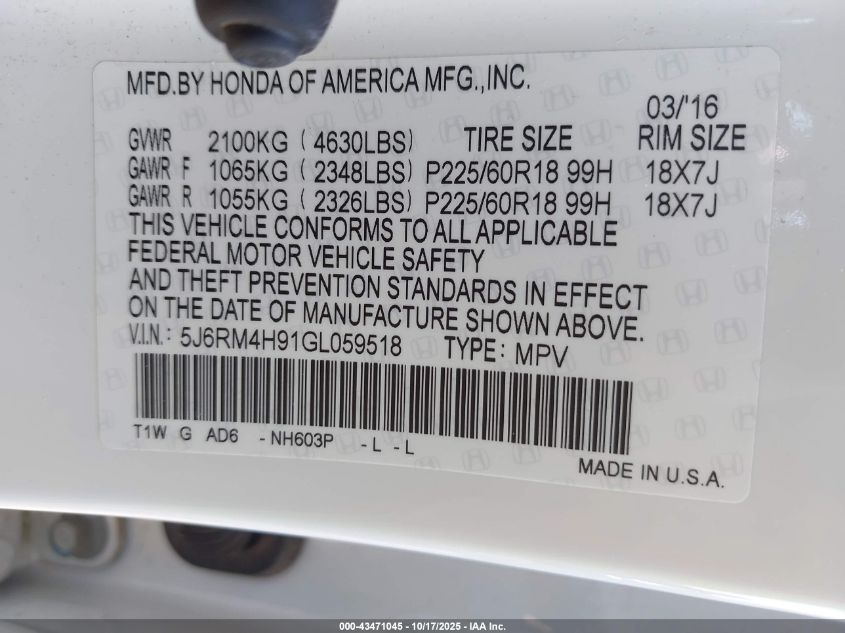 MFD.BY HONDA OF AMERICA MFG.,INC.
03/'16
GVWR 2100KG (4630LBS) TIRE SIZE RIM SIZE
GAWR F 1065KG (2348LBS) P225/60R18 99H 18X7J
GAWR R 1055KG (2326LBS) P225/60R18 99H 18X7J
THIS VEHICLE CONFORMS TO ALL APPLICABLE
FEDERAL MOTOR VEHICLE SAFETY
AND THEFT PREVENTION STANDARDS IN EFFECT
ON THE DATE OF MANUFACTURE SHOWN ABOVE.
V.I.N.: 5J6RM4H91GL059518 TYPE: MPV
T1W G AD6 -NH603P -L -L
MADE IN U.S.A.
000-43471045 - 10/17/2025 - IAA Inc.